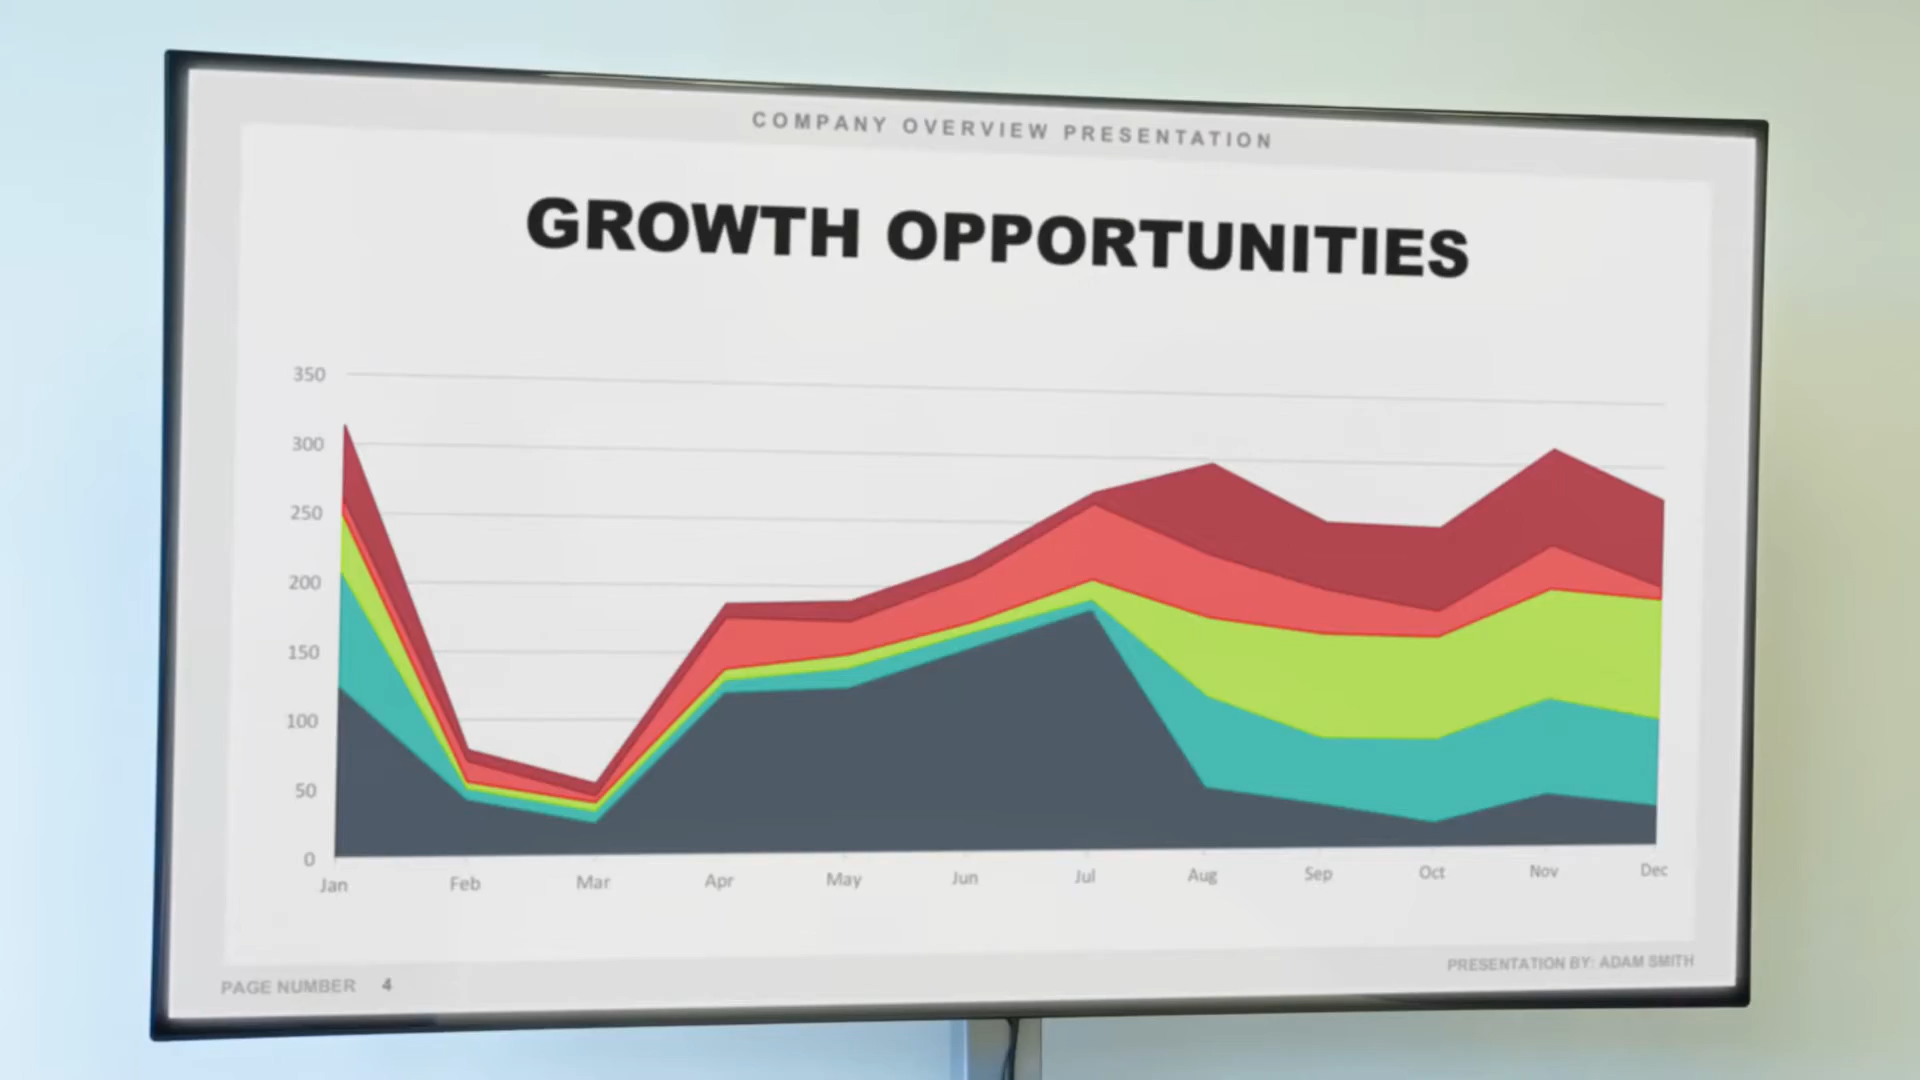 COMPANY OVERVIEW PRESENTATION
GROWTH OPPORTUNITIES
350
300
250
200
150
100
50
0
Jan Feb Mar Apr May Jun Jul Aug Sep Oct Nov Dec
PAGE NUMBER 4
PRESENTATION BY: ADAM SMITH